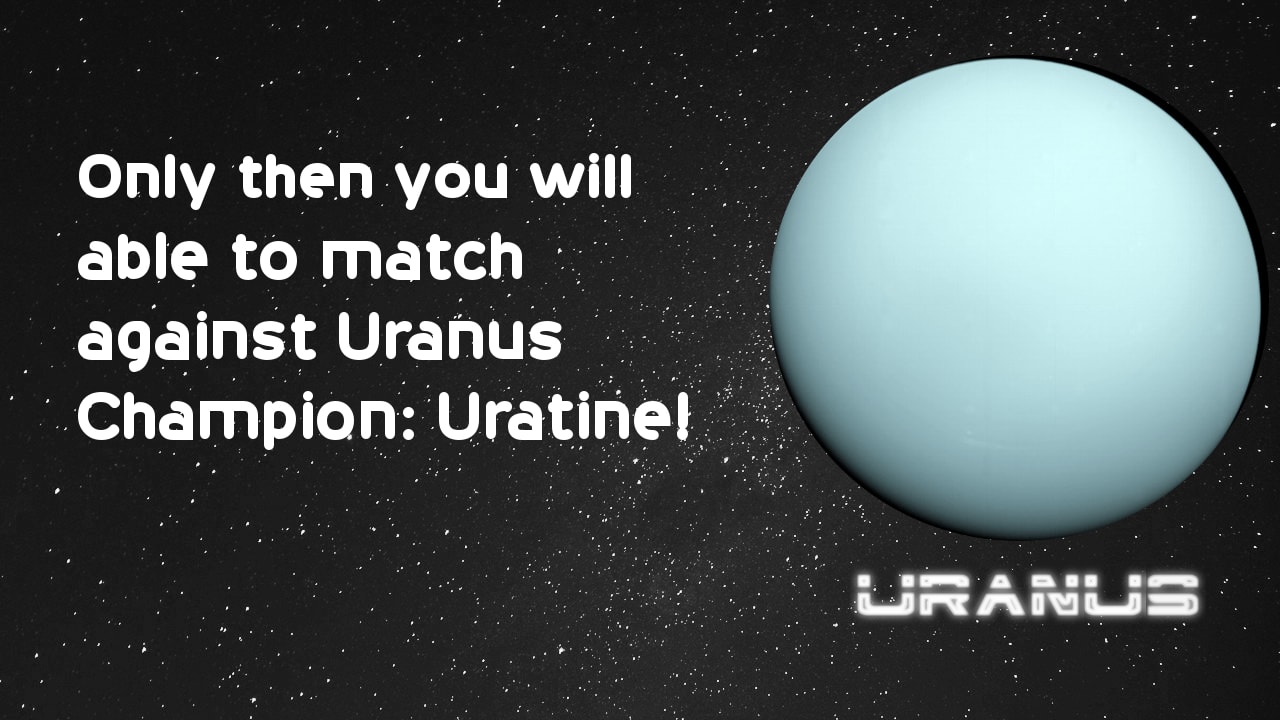 Only then you will
able to match
against Uranus
Champion: Uratine!
URANUS